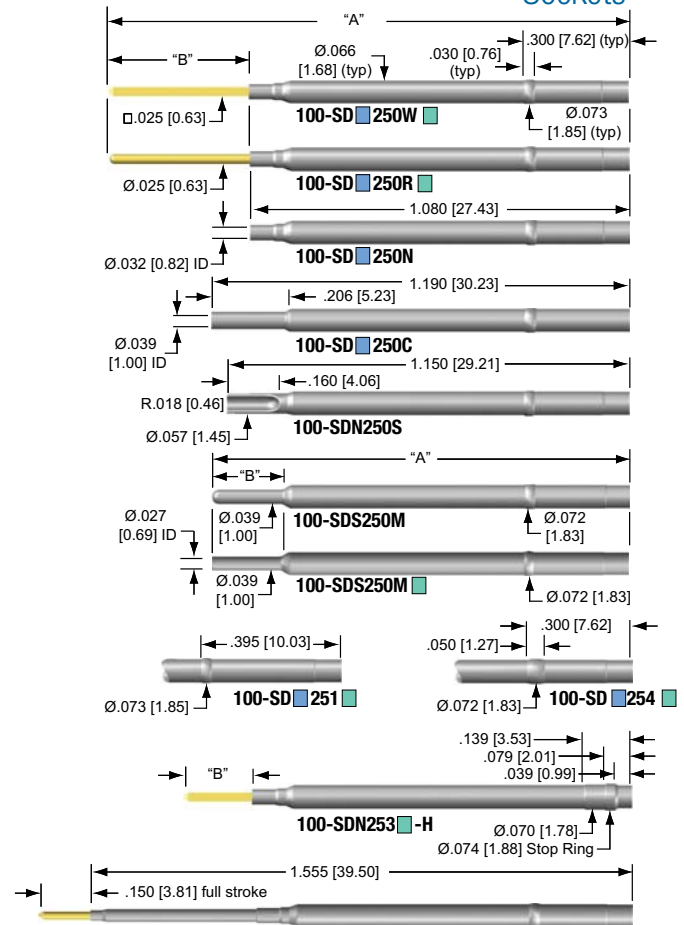 "A"
"B"
Ø.066
[1.68] (typ)
.030 (0.76)
(typ)
.300 [7.62] (typ)
.025 [0.63]
100-SD 250W
Ø.073
[1.85] (typ)
Ø.025 [0.63]
100-SD 250R
1.080 [27.43]
Ø.032 [0.82] ID
100-SD 250N
1.190 [30.23]
.206 [5.23]
Ø.039
[1.00] ID
100-SD 250C
1.150 [29.21]
.160 [4.06]
R.018 [0.46]
Ø.057 [1.45]
100-SDN250S
"A"
"B"
Ø.027
[0.69] ID
Ø.039
[1.00]
100-SDS250M
Ø.072
[1.83]
Ø.039
[1.00]
100-SDS250M
Ø.072 [1.83]
.395 [10.03]
Ø.073 [1.85]
100-SD 251
.300 [7.62]
.050 [1.27]
Ø.072 [1.83]
100-SD 254
.139 [3.53]
.079 [2.01]
.039 [0.99]
"B"
100-SDN253 -H
Ø.070 [1.78]
Ø.074 [1.88] Stop Ring
1.555 [39.50]
.150 [3.81] full stroke